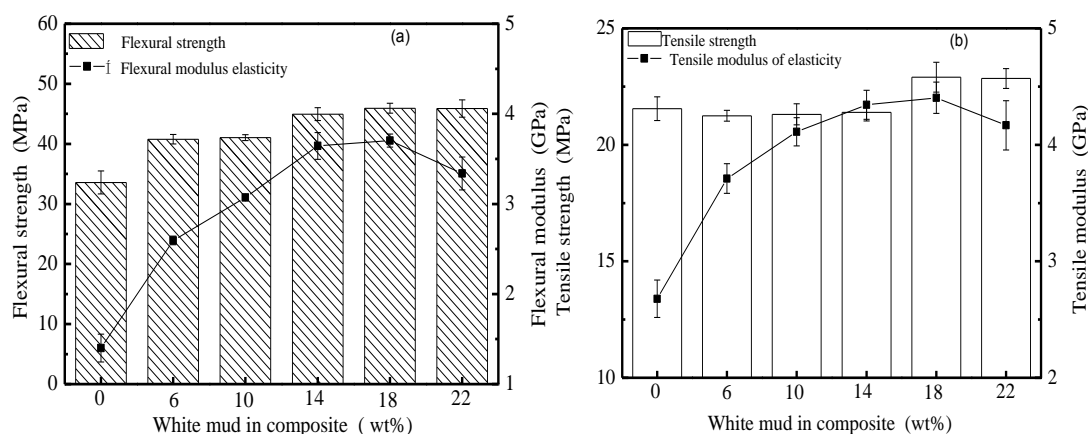 60
50
40
30
20
10
0
Flexural strength (MPa)
Flexural strength
Í Flexural modulus elasticity
(a)
5
4
3
2
1
Flexural modulus (GPa)
0 6 10 14 18 22
White mud in composite ( wt%)
25
20
15
10
Tensile strength (MPa)
Tensile strength
Tensile modulus of elasticity
(b)
5
4
3
2
Tensile modulus (GPa)
0 6 10 14 18 22
White mud in composite (wt%)